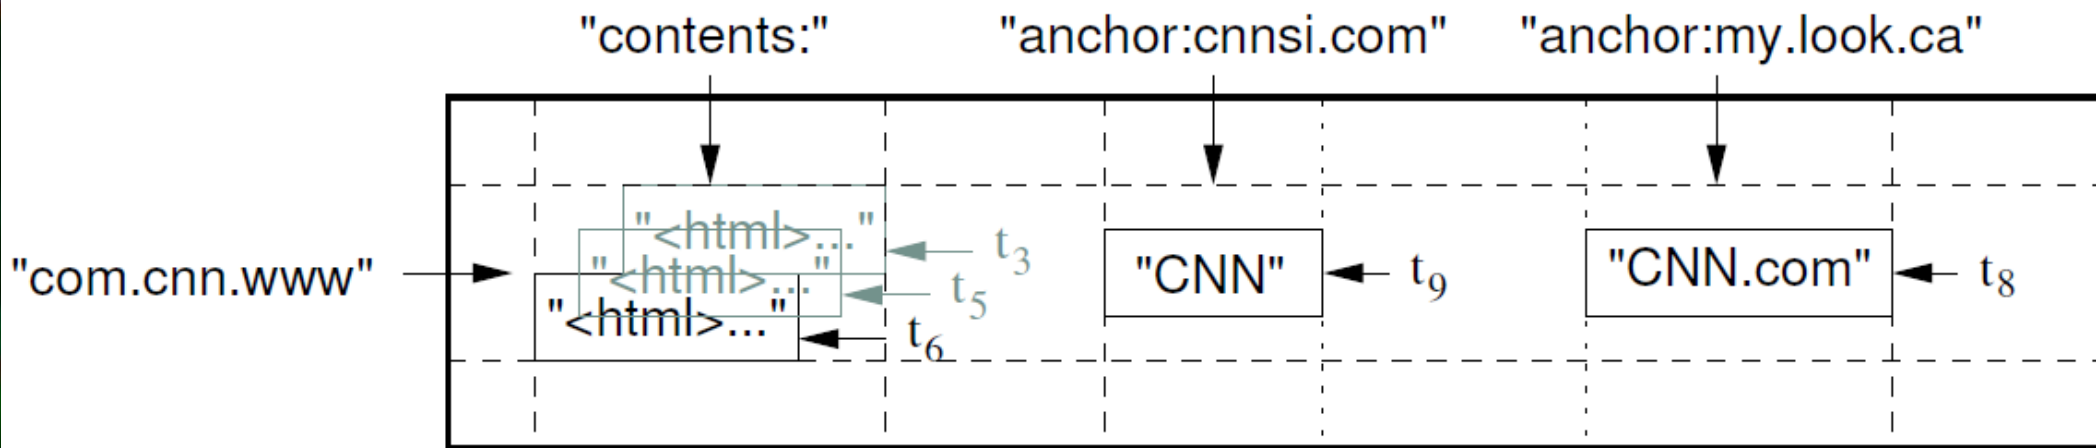 "contents:" "anchor:cnnsi.com" "anchor:my.look.ca"
"<html>..." t3
"com.cnn.www" "<html>..." t5 "CNN" t9 "CNN.com" t8
"<html>..." t6